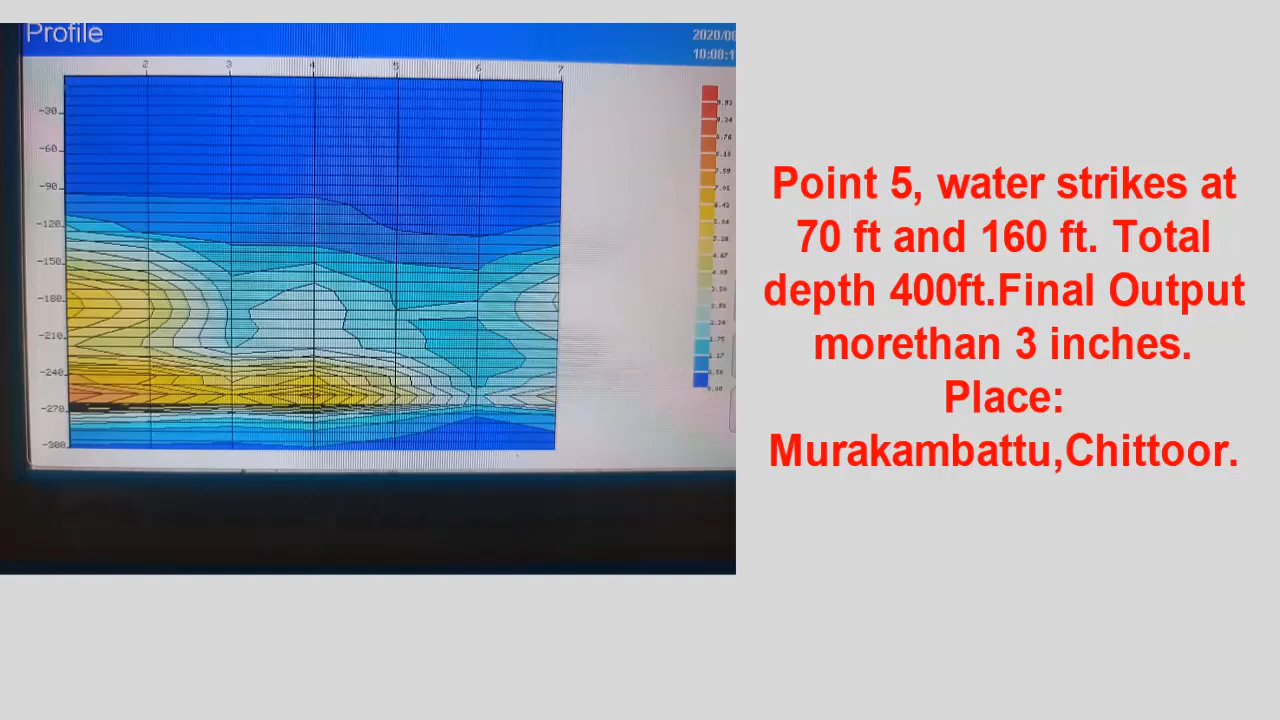 Profile
2020/08
10:08:1
2 3 4 5 6 7
-30
-60
-90
-120
-150
-180
-210
-240
-270
-300
Point 5, water strikes at
70 ft and 160 ft. Total
depth 400ft.Final Output
morethan 3 inches.
Place:
Murakambattu,Chittoor.